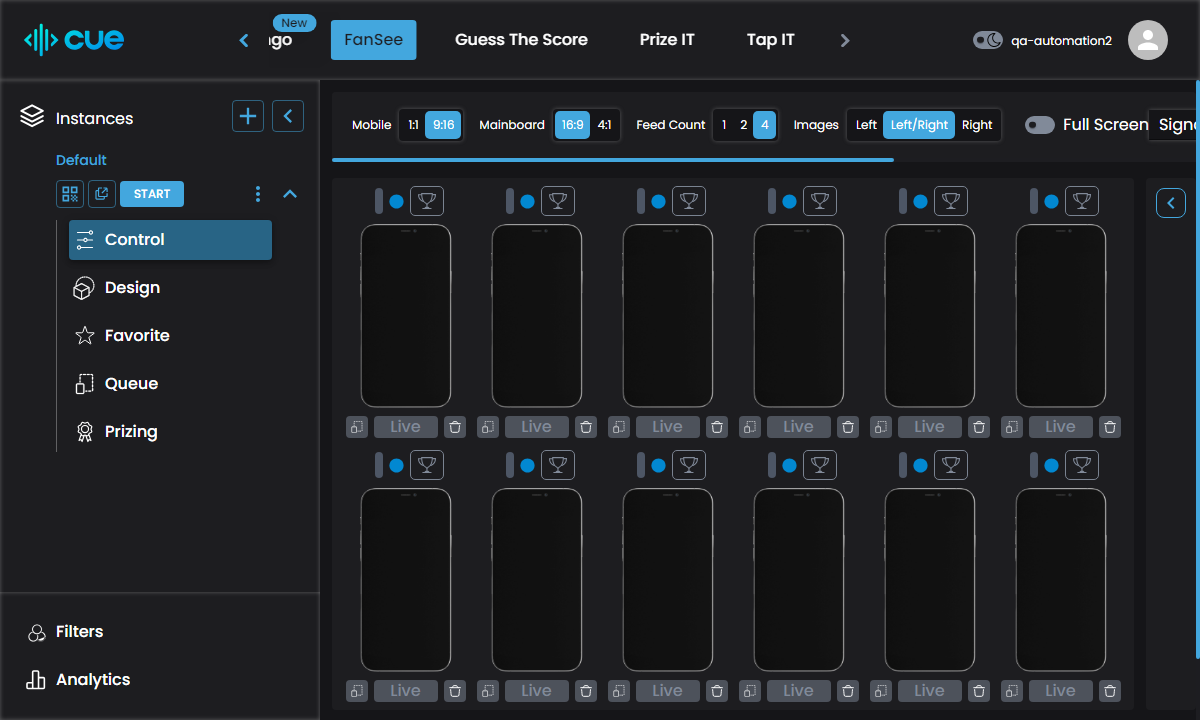 cue
New
FanSee
Guess The Score
Prize IT
Tap IT
qa-automation2
Instances
Default
START
Control
Design
Favorite
Queue
Prizing
Filters
Analytics
Mobile 1:1 9:16 Mainboard 16:9 4:1 Feed Count 1 2 4 Images Left Left/Right Right Full Screen
Live Live Live Live Live Live
Live Live Live Live Live Live